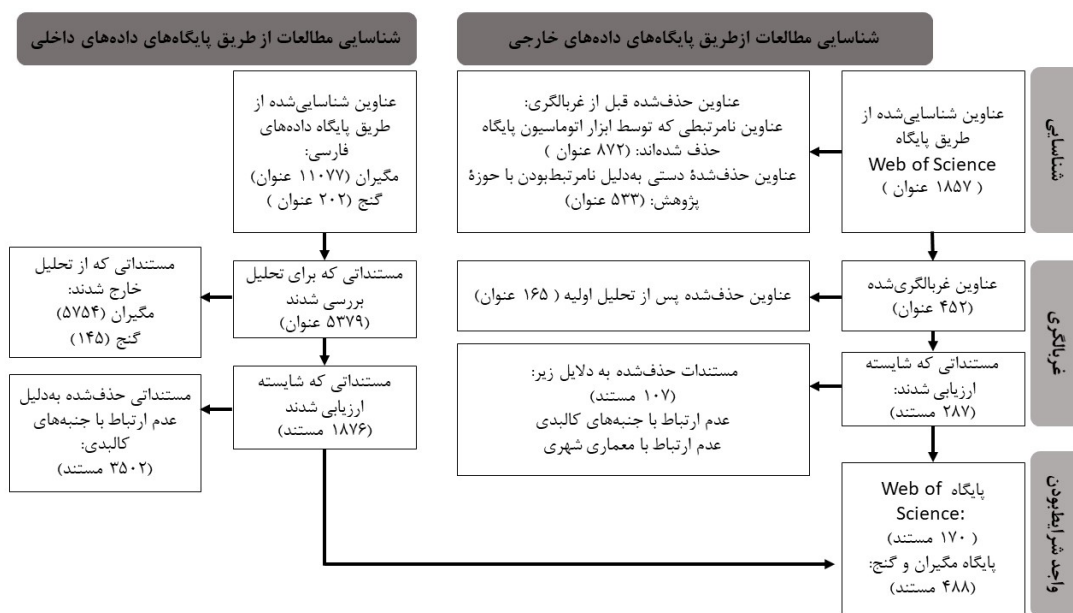 شناسایی مطالعات ازطریق پایگاه‌های داده‌های خارجی
شناسایی مطالعات از طریق پایگاه‌های داده‌های داخلی
شناسایی
عناوین شناسایی‌شده از
طریق پایگاه
Web of Science
( ۱۸۵۷ عنوان )
عناوین حذف‌شده قبل از غربالگری:
عناوین نامرتبطی که توسط ابزار اتوماسیون پایگاه
حذف شده‌اند: (۸۷۲ عنوان )
عناوین حذف‌شدهٔ دستی به‌دلیل نامرتبط‌بودن با حوزهٔ
پژوهش: (۵۳۳ عنوان)
عناوین شناسایی‌شده از
طریق پایگاه داده‌های
فارسی:
مگیران (۱۱۰۷۷ عنوان)
گنج (۲۰۲ عنوان )
غربالگری
عناوین غربالگری‌شده
(۴۵۲ عنوان)
عناوین حذف‌شده پس از تحلیل اولیه ( ۱۶۵ عنوان)
مستنداتی که برای تحلیل
بررسی شدند
(۵۳۷۹ عنوان)
مستنداتی که از تحلیل
خارج شدند:
مگیران (۵۷۵۴)
گنج (۱۴۵)
مستنداتی که شایسته
ارزیابی شدند:
(۲۸۷ مستند)
مستندات حذف‌شده به دلایل زیر:
(۱۰۷ مستند)
عدم ارتباط با جنبه‌های کالبدی
عدم ارتباط با معماری شهری
مستنداتی که شایسته
ارزیابی شدند
(۱۸۷۶ مستند)
مستنداتی حذف‌شده به‌دلیل
عدم ارتباط با جنبه‌های
کالبدی:
(۳۵۰۲ مستند)
واجد شرایط‌بودن
پایگاه Web of
Science:
( ۱۷۰ مستند)
پایگاه مگیران و گنج:
(۴۸۸ مستند)